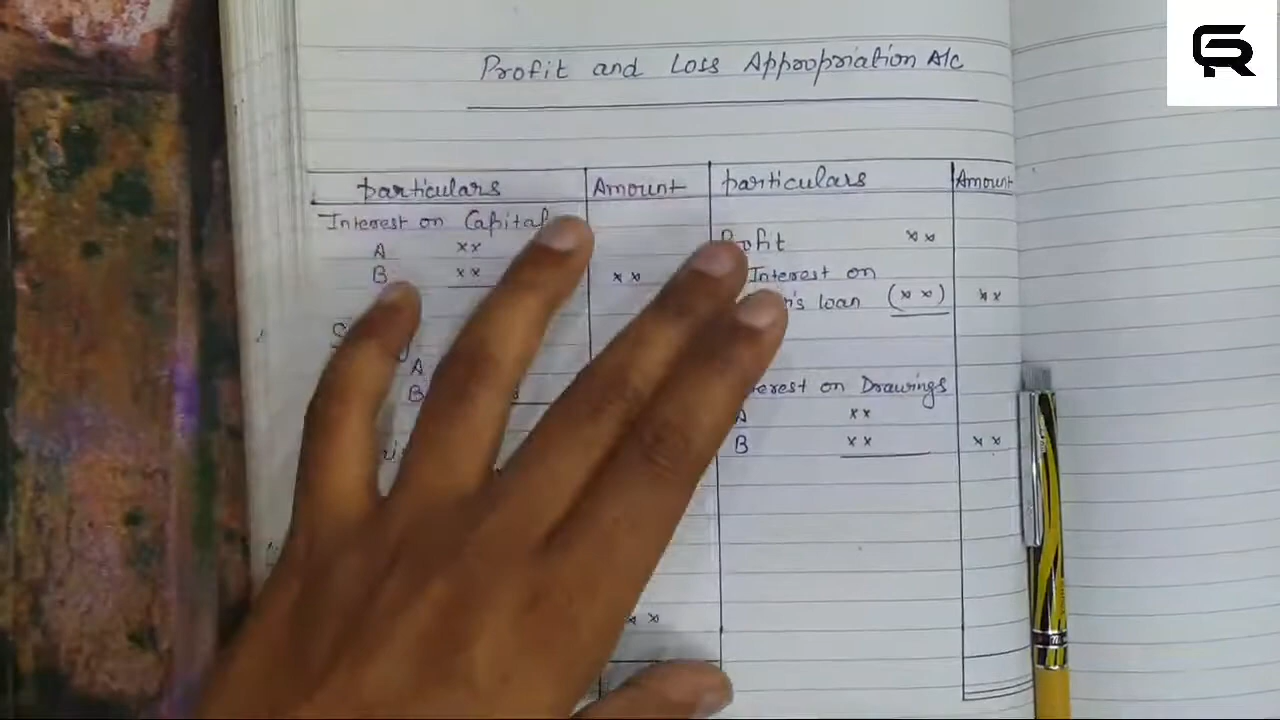 Profit and Loss Appropriation A/c
particulars Amount particulars Amount
Interest on Capital
A xx
B xx xx
A
B
Profit xx
Interest on
loan (xx) xx
on Drawings
A xx
B xx xx
xx